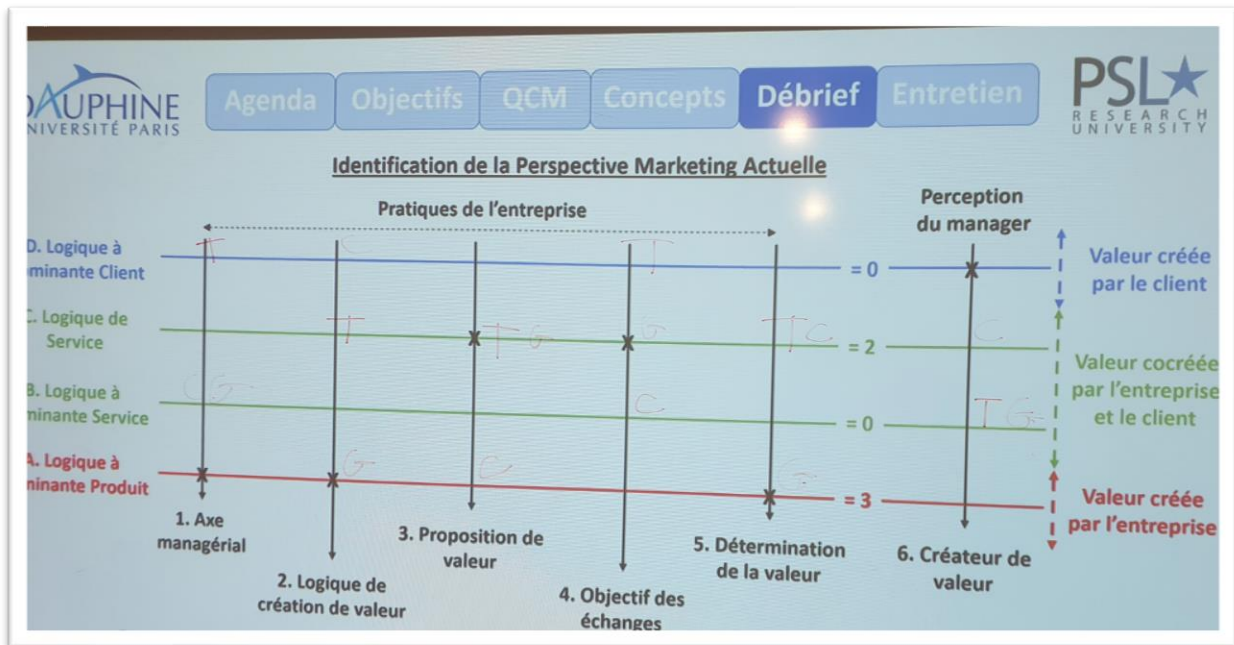 DAUPHINE
UNIVERSITÉ PARIS
Agenda
Objectifs
QCM
Concepts
Débrief
Entretien
PSL★
RESEARCH
UNIVERSITY
Identification de la Perspective Marketing Actuelle
Pratiques de l'entreprise
Perception
du manager
D. Logique à
minante Client
T
C
T
= 0
X
Valeur créée
par le client
C. Logique de
Service
T
X
T G
X
G
T C
= 2
C
Valeur cocréée
par l'entreprise
et le client
B. Logique à
minante Service
C G
C
= 0
T G
A. Logique à
minante Produit
X
X
G
C
X
= 3
Valeur créée
par l'entreprise
1. Axe
managérial
2. Logique de
création de valeur
3. Proposition de
valeur
4. Objectif des
échanges
5. Détermination
de la valeur
6. Créateur de
valeur